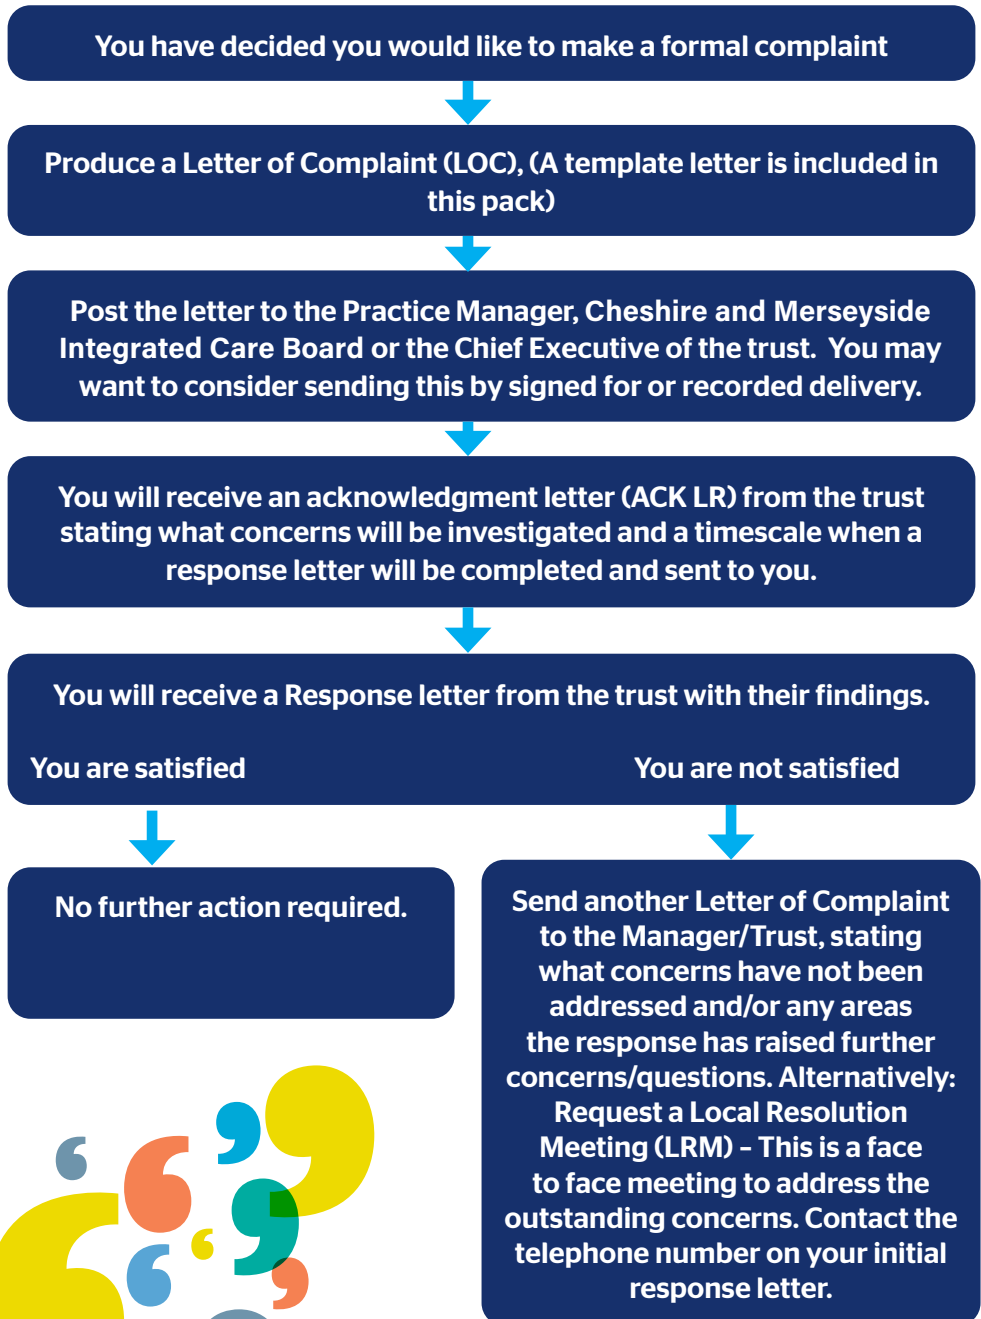 You have decided you would like to make a formal complaint
Produce a Letter of Complaint (LOC), (A template letter is included in
this pack)
Post the letter to the Practice Manager, Cheshire and Merseyside
Integrated Care Board or the Chief Executive of the trust.  You may
want to consider sending this by signed for or recorded delivery.
You will receive an acknowledgment letter (ACK LR) from the trust
stating what concerns will be investigated and a timescale when a
response letter will be completed and sent to you.
You will receive a Response letter from the trust with their findings.
You are satisfied
You are not satisfied
No further action required.
Send another Letter of Complaint
to the Manager/Trust, stating
what concerns have not been
addressed and/or any areas
the response has raised further
concerns/questions. Alternatively:
Request a Local Resolution
Meeting (LRM) – This is a face
to face meeting to address the
outstanding concerns. Contact the
telephone number on your initial
response letter.